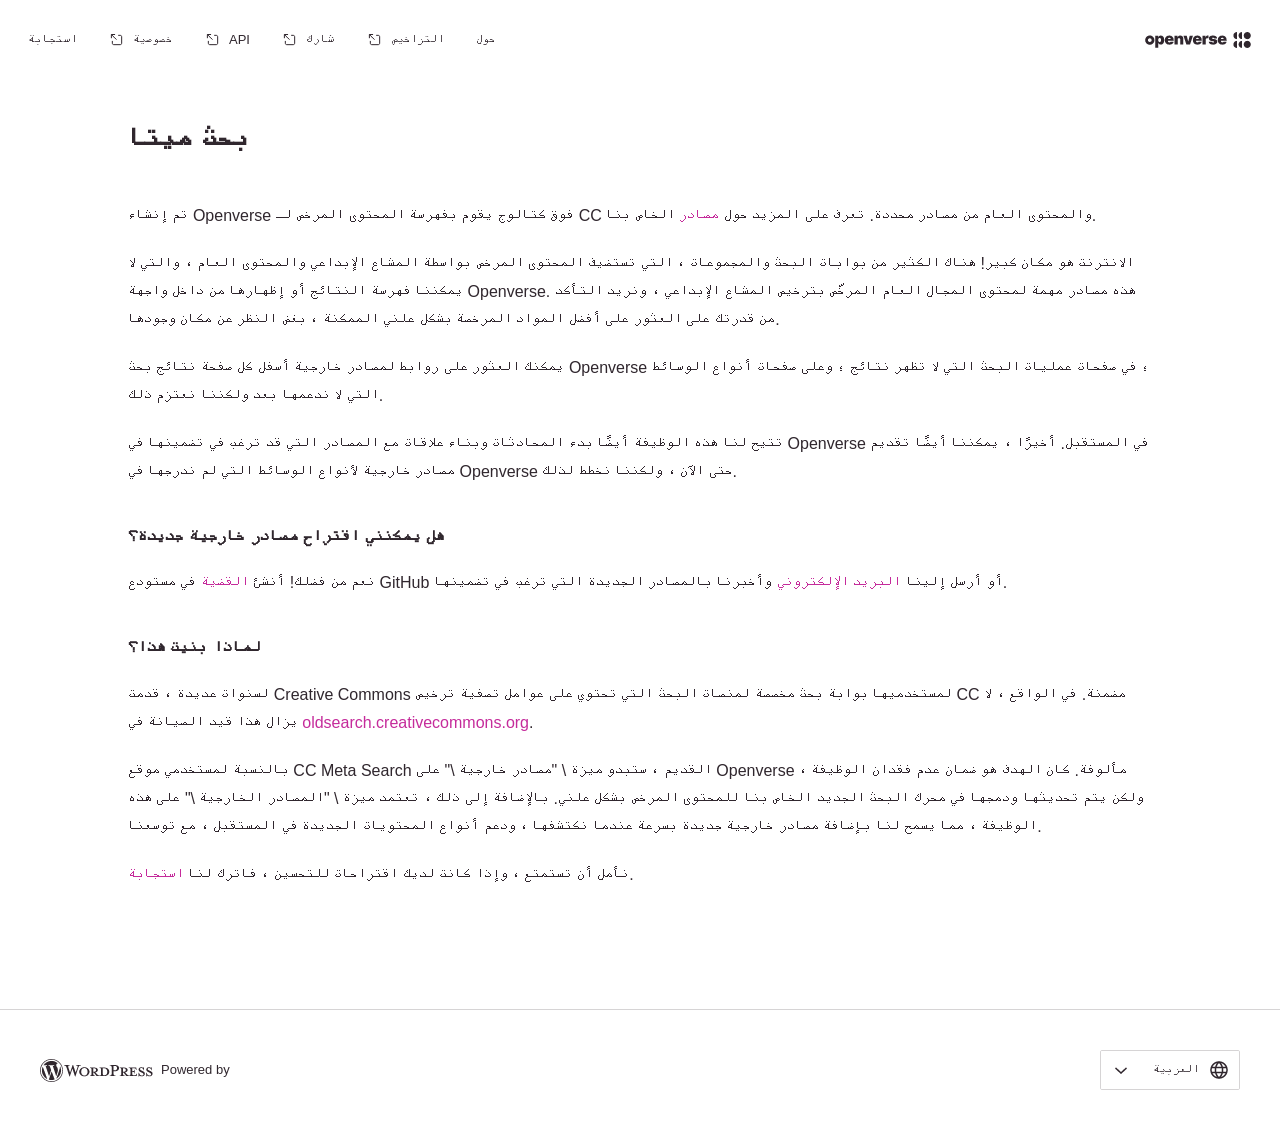 openverse
حول
التراخيص
شارك
API
خصوصية
استجابة
بحث ميتا
تم إنشاء Openverse فوق كتالوج يقوم بفهرسة المحتوى المرخص لـ CC والمحتوى العام من مصادر محددة. تعرف على المزيد حول مصادر الخاص بنا.
الانترنت هو مكان كبير! هناك الكثير من بوابات البحث والمجموعات ، التي تستضيف المحتوى المرخص بواسطة المشاع الإبداعي والمحتوى العام ، والتي لا
يمكننا فهرسة النتائج أو إظهارها من داخل واجهة Openverse. هذه مصادر مهمة لمحتوى المجال العام المرخّص بترخيص المشاع الإبداعي ، ونريد التأكد
من قدرتك على العثور على أفضل المواد المرخصة بشكل علني الممكنة ، بغض النظر عن مكان وجودها.
يمكنك العثور على روابط لمصادر خارجية أسفل كل صفحة نتائج بحث Openverse ؛ في صفحات عمليات البحث التي لا تظهر نتائج ؛ وعلى صفحات أنواع الوسائط
التي لا ندعمها بعد ولكننا نعتزم ذلك.
تتيح لنا هذه الوظيفة أيضًا بدء المحادثات وبناء علاقات مع المصادر التي قد ترغب في تضمينها في Openverse في المستقبل. أخيرًا ، يمكننا أيضًا تقديم
مصادر خارجية لأنواع الوسائط التي لم ندرجها في Openverse حتى الآن ، ولكننا نخطط لذلك.
هل يمكنني اقتراح مصادر خارجية جديدة؟
نعم من فضلك! أنشئ القضية في مستودع GitHub أو أرسل إلينا البريد الإلكتروني وأخبرنا بالمصادر الجديدة التي ترغب في تضمينها.
لماذا بنيت هذا؟
لسنوات عديدة ، قدمت Creative Commons لمستخدميها بوابة بحث مخصصة لمنصات البحث التي تحتوي على عوامل تصفية ترخيص CC مضمنة. في الواقع ، لا
يزال هذا قيد الصيانة في oldsearch.creativecommons.org.
بالنسبة لمستخدمي موقع CC Meta Search القديم ، ستبدو ميزة \ "مصادر خارجية \" على Openverse مألوفة. كان الهدف هو ضمان عدم فقدان الوظيفة ،
ولكن يتم تحديثها ودمجها في محرك البحث الجديد الخاص بنا للمحتوى المرخص بشكل علني. بالإضافة إلى ذلك ، تعتمد ميزة \ "المصادر الخارجية \" على هذه
الوظيفة ، مما يسمح لنا بإضافة مصادر خارجية جديدة بسرعة عندما نكتشفها ، ودعم أنواع المحتويات الجديدة في المستقبل ، مع توسعنا.
نأمل أن تستمتع ، وإذا كانت لديك اقتراحات للتحسين ، فاترك لنا استجابة.
العربية
Powered by WORDPRESS